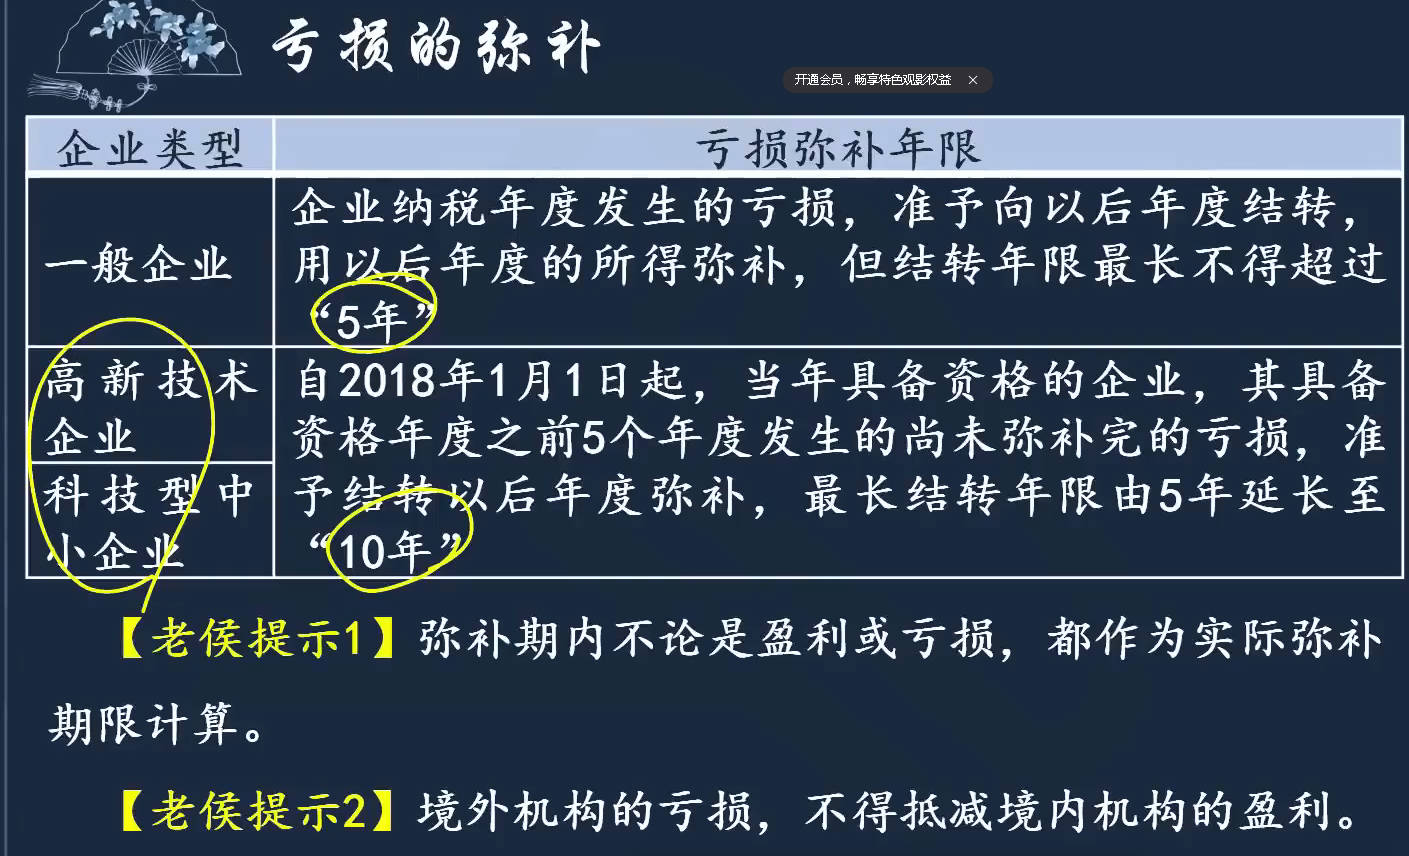 亏损的弥补
开通会员，畅享特色观影权益 ×
企业类型
亏损弥补年限
一般企业
企业纳税年度发生的亏损，准予向以后年度结转，
用以后年度的所得弥补，但结转年限最长不得超过
“5年”
高新技术
企业
科技型中
小企业
自2018年1月1日起，当年具备资格的企业，其具备
资格年度之前5个年度发生的尚未弥补完的亏损，准
予结转以后年度弥补，最长结转年限由5年延长至
“10年”
【老侯提示1】弥补期内不论是盈利或亏损，都作为实际弥补
期限计算。
【老侯提示2】境外机构的亏损，不得抵减境内机构的盈利。